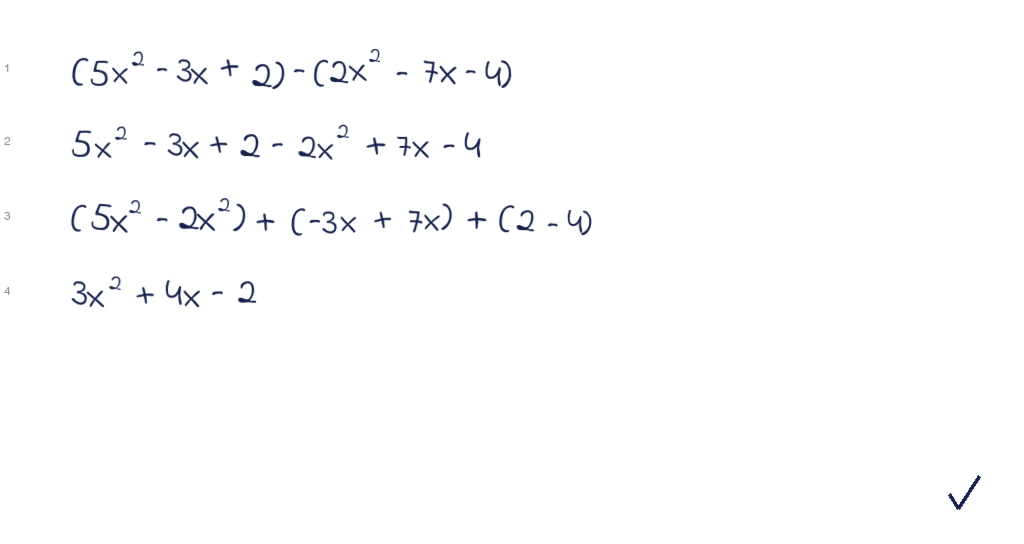 1 (5x² - 3x + 2) - (2x² - 7x - 4)
2 5x² - 3x + 2 - 2x² + 7x - 4
3 (5x² - 2x²) + (-3x + 7x) + (2 - 4)
4 3x² + 4x - 2
✓